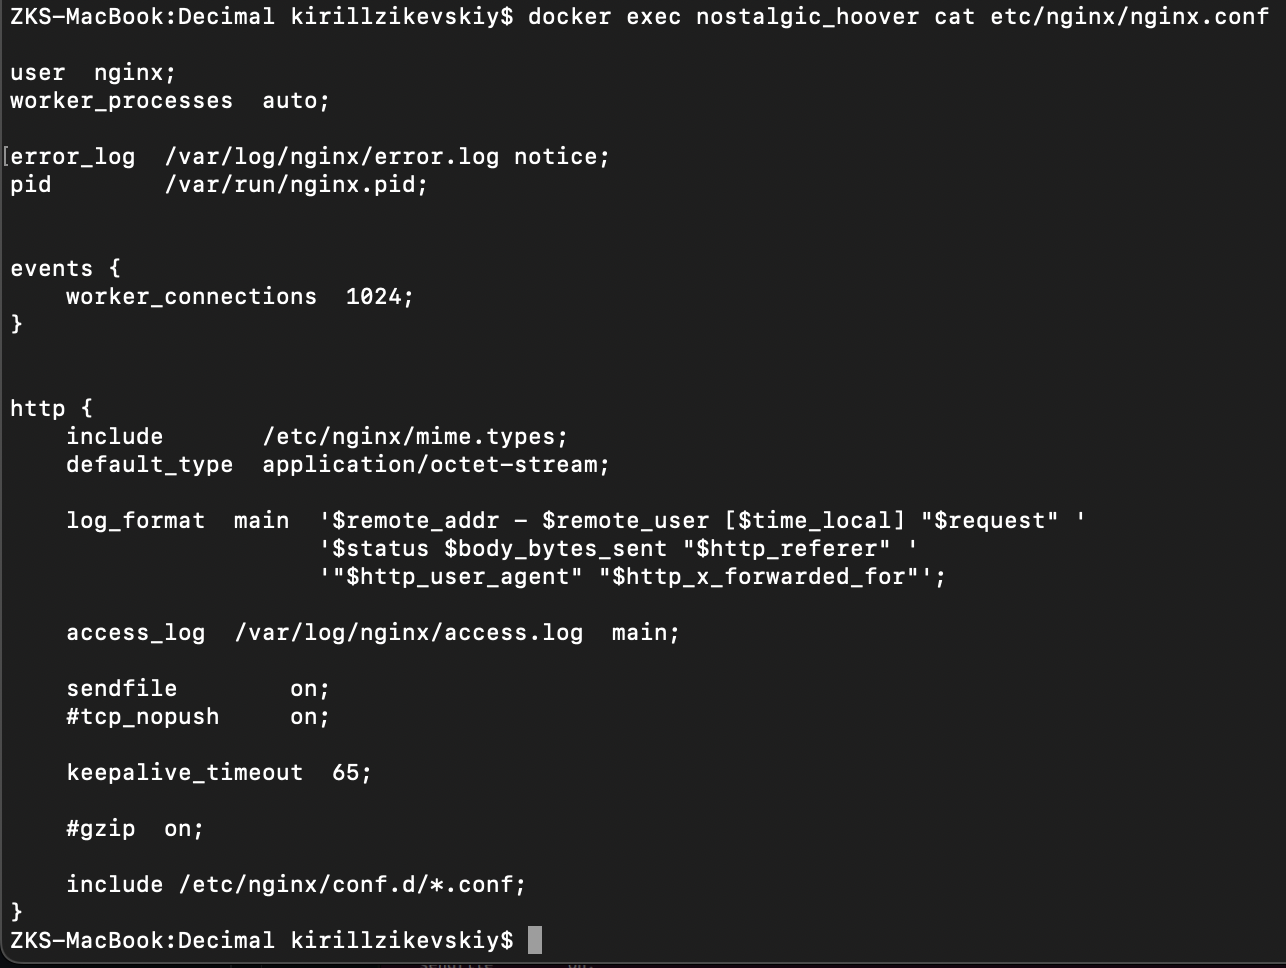 ZKS-MacBook:Decimal kirillzikevskiy$ docker exec nostalgic_hoover cat etc/nginx/nginx.conf
user  nginx;
worker_processes  auto;
[error_log  /var/log/nginx/error.log notice;
pid        /var/run/nginx.pid;
events {
    worker_connections  1024;
}
http {
    include       /etc/nginx/mime.types;
    default_type  application/octet-stream;
    log_format  main  '$remote_addr - $remote_user [$time_local] "$request" '
                      '$status $body_bytes_sent "$http_referer" '
                      '"$http_user_agent" "$http_x_forwarded_for"';
    access_log  /var/log/nginx/access.log  main;
    sendfile        on;
    #tcp_nopush     on;
    keepalive_timeout  65;
    #gzip  on;
    include /etc/nginx/conf.d/*.conf;
}
ZKS-MacBook:Decimal kirillzikevskiy$